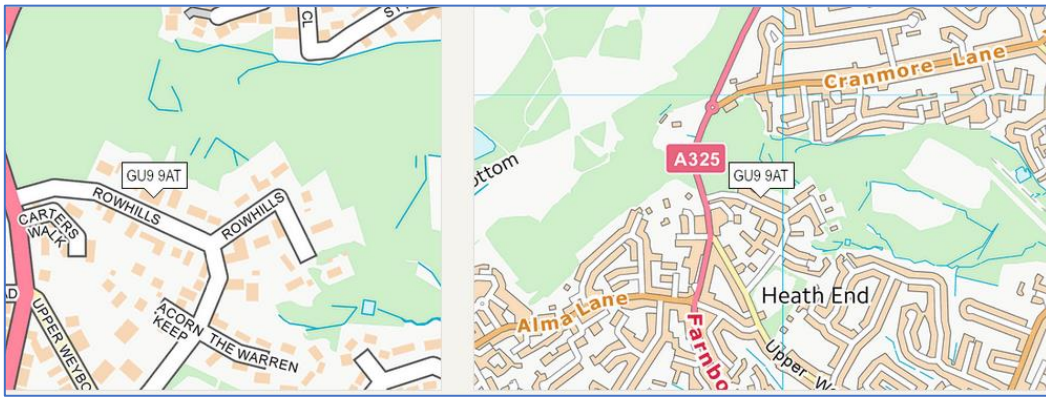 CL
GU9 9AT
ROWHILLS
ROWHILLS
CARTERS
WALK
UPPER WEYBO
ACORN
KEEP
THE WARREN
Cranmore Lane
ottom
A325
GU9 9AT
Heath End
Alma Lane
Farnbo
Upper W